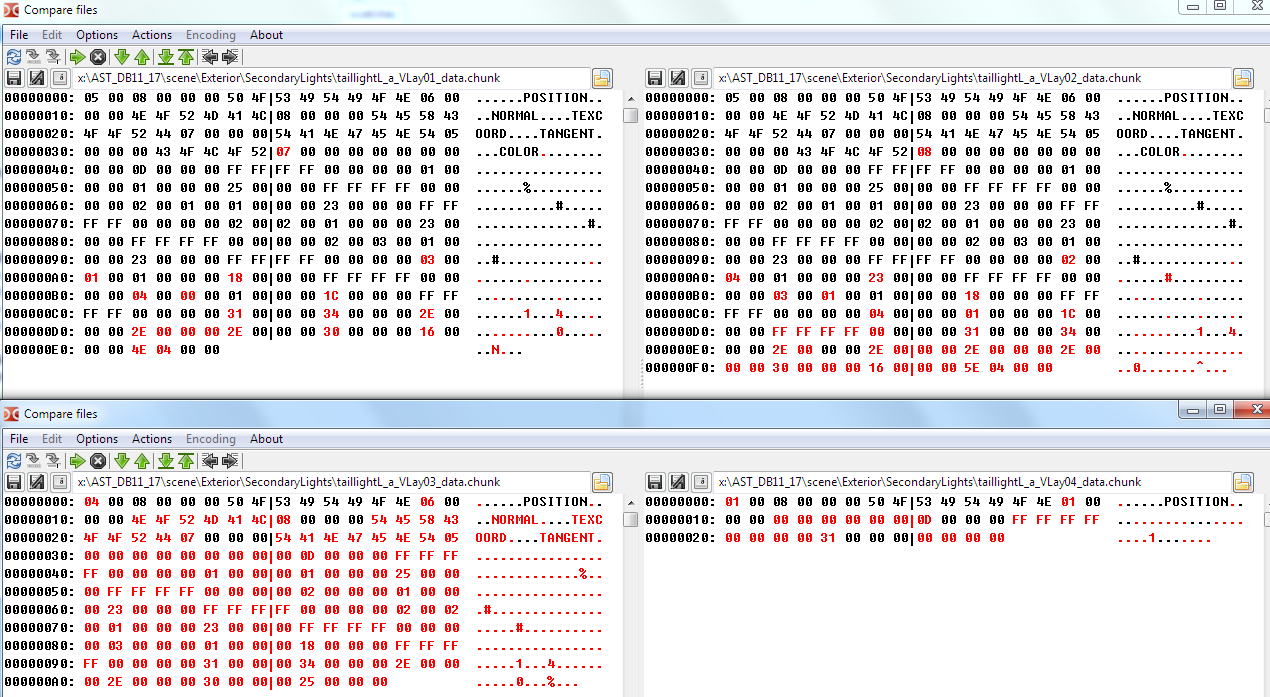 Compare files
File Edit Options Actions Encoding About
x:\AST_DB11_17\scene\Exterior\SecondaryLights\taillightL_a_VLay01_data.chunk
00000000: 05 00 08 00 00 00 50 4F|53 49 54 49 4F 4E 06 00 ......POSITION..
00000010: 00 00 4E 4F 52 4D 41 4C|08 00 00 00 54 45 58 43 ..NORMAL....TEXC
00000020: 4F 4F 52 44 07 00 00 00|54 41 4E 47 45 4E 54 05 OORD....TANGENT.
00000030: 00 00 00 43 4F 4C 4F 52|07 00 00 00 00 00 00 00 ...COLOR........
00000040: 00 00 0D 00 00 00 FF FF|FF FF 00 00 00 00 01 00 ................
00000050: 00 00 01 00 00 00 25 00|00 00 FF FF FF FF 00 00 ......%.........
00000060: 00 00 02 00 01 00 01 00|00 00 23 00 00 00 FF FF ..........#.....
00000070: FF FF 00 00 00 00 02 00|02 00 01 00 00 00 23 00 ..............#.
00000080: 00 00 FF FF FF FF 00 00|00 00 02 00 03 00 01 00 ................
00000090: 00 00 23 00 00 00 FF FF|FF FF 00 00 00 00 03 00 ..#.............
000000A0: 01 00 01 00 00 00 18 00|00 00 FF FF FF FF 00 00 ................
000000B0: 00 00 04 00 00 00 01 00|00 00 1C 00 00 00 FF FF ................
000000C0: FF FF 00 00 00 00 31 00|00 00 34 00 00 00 2E 00 ......1...4.....
000000D0: 00 00 2E 00 00 00 2E 00|00 00 30 00 00 00 16 00 ..........0.....
000000E0: 00 00 4E 04 00 00 ..N...
x:\AST_DB11_17\scene\Exterior\SecondaryLights\taillightL_a_VLay02_data.chunk
00000000: 05 00 08 00 00 00 50 4F|53 49 54 49 4F 4E 06 00 ......POSITION..
00000010: 00 00 4E 4F 52 4D 41 4C|08 00 00 00 54 45 58 43 ..NORMAL....TEXC
00000020: 4F 4F 52 44 07 00 00 00|54 41 4E 47 45 4E 54 05 OORD....TANGENT.
00000030: 00 00 00 43 4F 4C 4F 52|08 00 00 00 00 00 00 00 ...COLOR........
00000040: 00 00 0D 00 00 00 FF FF|FF FF 00 00 00 00 01 00 ................
00000050: 00 00 01 00 00 00 25 00|00 00 FF FF FF FF 00 00 ......%.........
00000060: 00 00 02 00 01 00 01 00|00 00 23 00 00 00 FF FF ..........#.....
00000070: FF FF 00 00 00 00 02 00|02 00 01 00 00 00 23 00 ..............#.
00000080: 00 00 FF FF FF FF 00 00|00 00 02 00 03 00 01 00 ................
00000090: 00 00 23 00 00 00 FF FF|FF FF 00 00 00 00 02 00 ..#.............
000000A0: 04 00 01 00 00 00 23 00|00 00 FF FF FF FF 00 00 ......#.........
000000B0: 00 00 03 00 01 00 01 00|00 00 18 00 00 00 FF FF ................
000000C0: FF FF 00 00 00 00 04 00|00 00 01 00 00 00 1C 00 ................
000000D0: 00 00 FF FF FF FF 00 00|00 00 31 00 00 00 34 00 ..........1...4.
000000E0: 00 00 2E 00 00 00 2E 00|00 00 2E 00 00 00 2E 00 ................
000000F0: 00 00 30 00 00 00 16 00|00 00 5E 04 00 00 ..0.......^...
Compare files
File Edit Options Actions Encoding About
x:\AST_DB11_17\scene\Exterior\SecondaryLights\taillightL_a_VLay03_data.chunk
00000000: 04 00 08 00 00 00 50 4F|53 49 54 49 4F 4E 06 00 ......POSITION..
00000010: 00 00 4E 4F 52 4D 41 4C|08 00 00 00 54 45 58 43 ..NORMAL....TEXC
00000020: 4F 4F 52 44 07 00 00 00|54 41 4E 47 45 4E 54 05 OORD....TANGENT.
00000030: 00 00 00 00 00 00 00 00|00 0D 00 00 00 FF FF FF ................
00000040: FF 00 00 00 00 01 00 00|00 01 00 00 00 25 00 00 .............%..
00000050: 00 FF FF FF FF 00 00 00|00 02 00 00 00 01 00 00 ................
00000060: 00 23 00 00 00 FF FF FF|FF 00 00 00 00 02 00 02 .#..............
00000070: 00 01 00 00 00 23 00 00|00 FF FF FF FF 00 00 00 .....#..........
00000080: 00 03 00 00 00 01 00 00|00 18 00 00 00 FF FF FF ................
00000090: FF 00 00 00 00 31 00 00|00 34 00 00 00 2E 00 00 .....1...4......
000000A0: 00 2E 00 00 00 30 00 00|00 25 00 00 00 .....0...%...
x:\AST_DB11_17\scene\Exterior\SecondaryLights\taillightL_a_VLay04_data.chunk
00000000: 01 00 08 00 00 00 50 4F|53 49 54 49 4F 4E 01 00 ......POSITION..
00000010: 00 00 00 00 00 00 00 00|0D 00 00 00 FF FF FF FF ................
00000020: 00 00 00 00 31 00 00 00|00 00 00 00 ....1.......